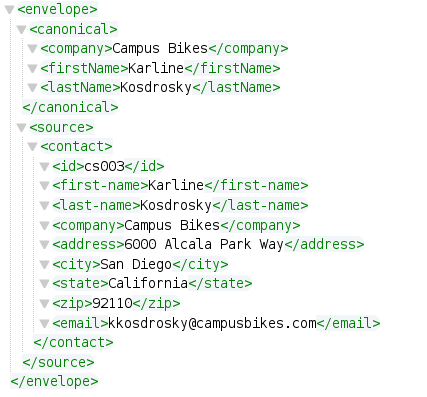 <envelope>
<canonical>
<company>Campus Bikes</company>
<firstName>Karline</firstName>
<lastName>Kosdrosky</lastName>
</canonical>
<source>
<contact>
<id>cs003</id>
<first-name>Karline</first-name>
<last-name>Kosdrosky</last-name>
<company>Campus Bikes</company>
<address>6000 Alcala Park Way</address>
<city>San Diego</city>
<state>California</state>
<zip>92110</zip>
<email>kkosdrosky@campusbikes.com</email>
</contact>
</source>
</envelope>